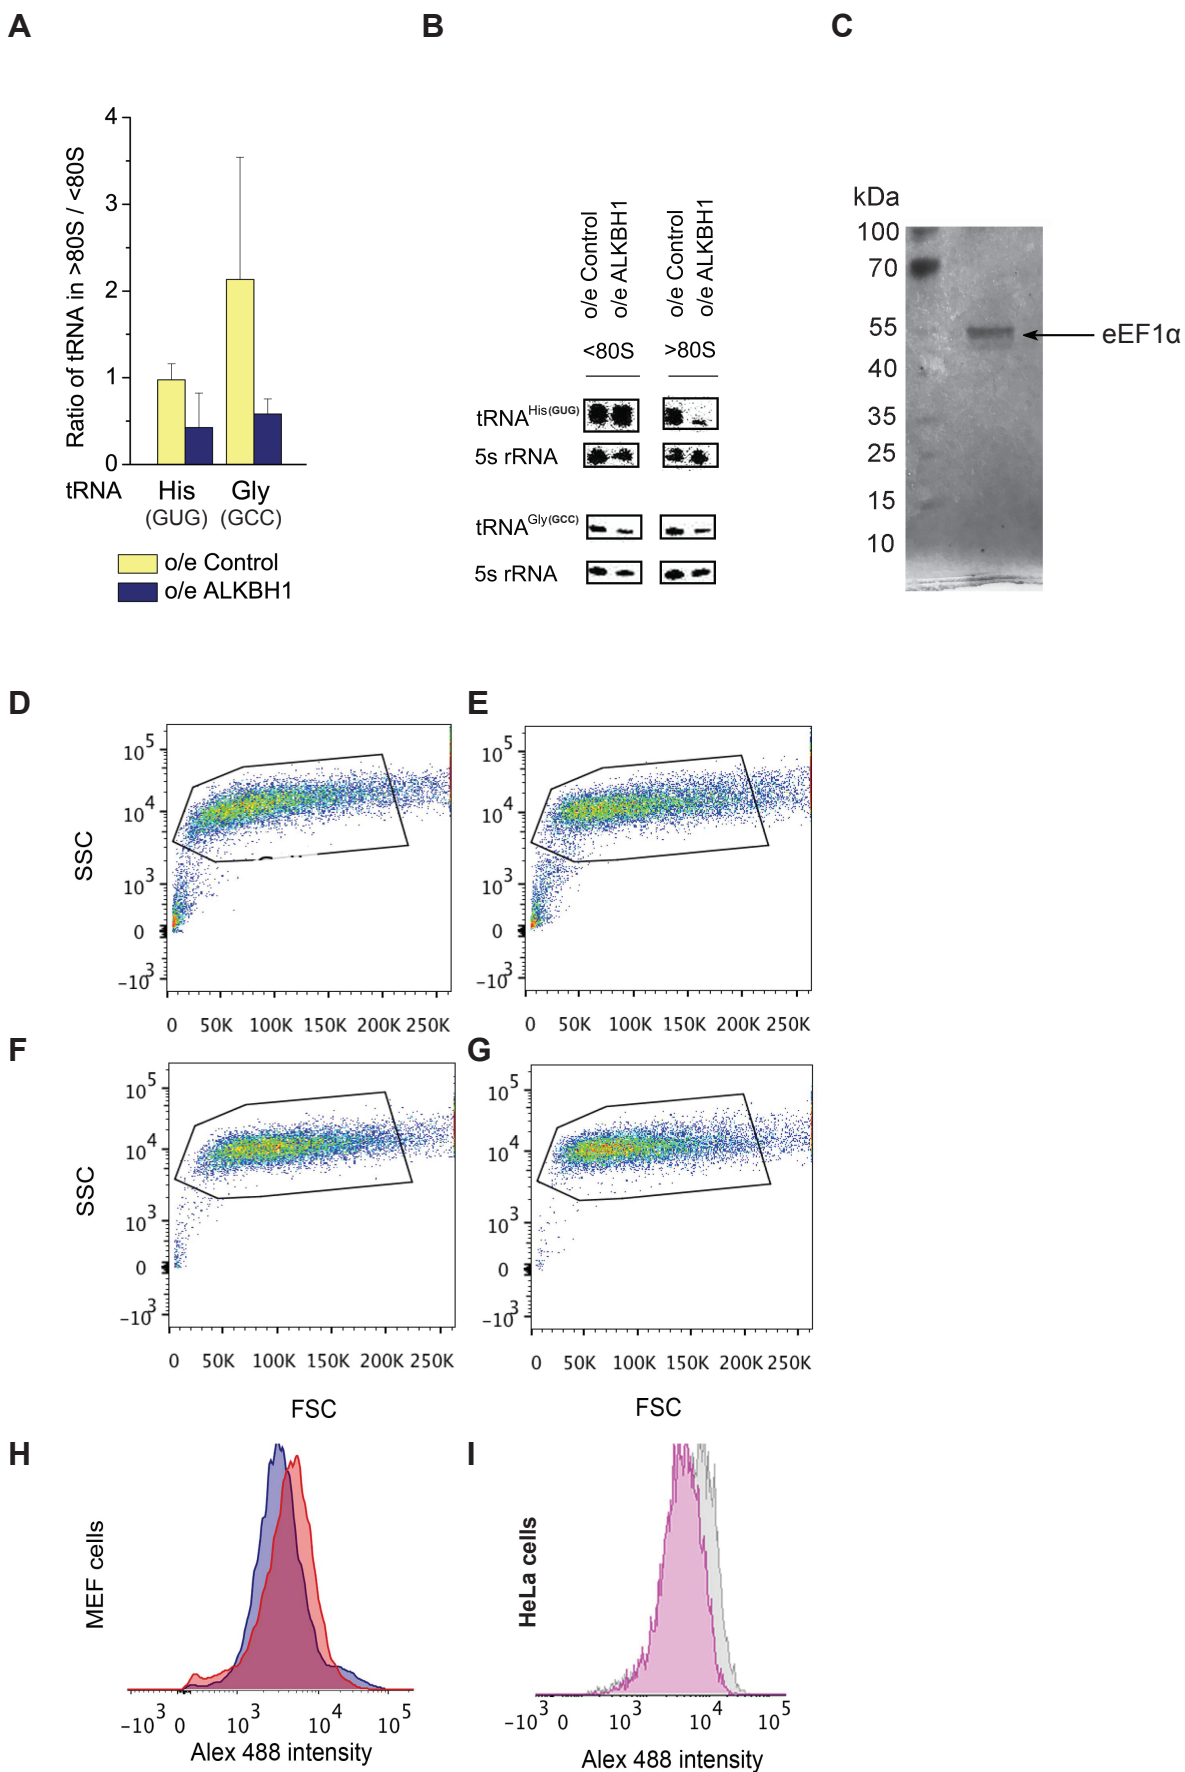 A
B
C
Ratio of tRNA in >80S / <80S
4
3
2
1
0
tRNA
His
Gly
(GUG)
(GCC)
o/e Control
o/e ALKBH1
o/e Control
o/e ALKBH1
o/e Control
o/e ALKBH1
<80S
>80S
tRNAHis(GUG)
5s rRNA
tRNAGly(GCC)
5s rRNA
kDa
100
70
55
40
35
25
15
10
eEF1α
D
E
SSC
10^5
10^4
10^3
0
-10^3
0 50K 100K 150K 200K 250K
10^5
10^4
10^3
0
-10^3
0 50K 100K 150K 200K 250K
F
G
SSC
10^5
10^4
10^3
0
-10^3
0 50K 100K 150K 200K 250K
FSC
10^5
10^4
10^3
0
-10^3
0 50K 100K 150K 200K 250K
FSC
H
I
MEF cells
-10^3 0 10^3 10^4 10^5
Alex 488 intensity
HeLa cells
-10^3 0 10^3 10^4 10^5
Alex 488 intensity